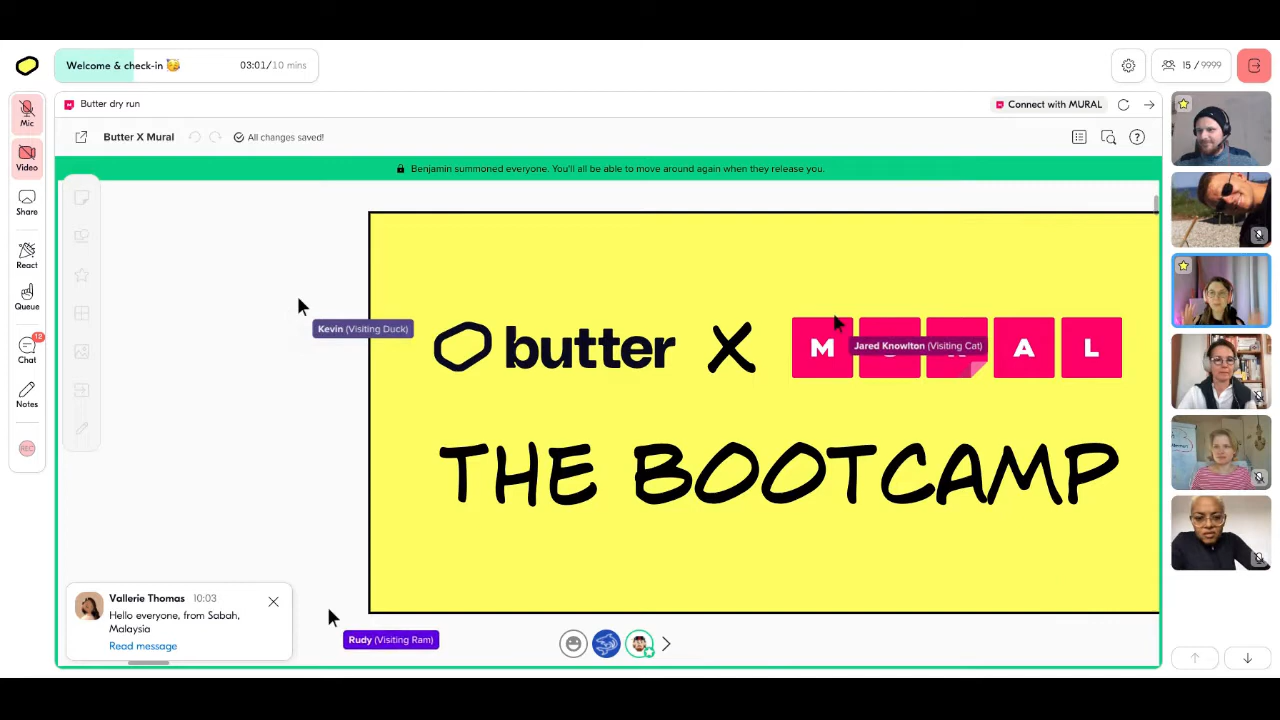 Welcome & check-in 🥳 03:01/10 mins
15 / 9999
Mic
Video
Share
React
Queue
12
Chat
Notes
REC
Butter dry run
Connect with MURAL
Butter X Mural
All changes saved!
Benjamin summoned everyone. You'll all be able to move around again when they release you.
Kevin (Visiting Duck)
butter X M A L
Jared Knowlton (Visiting Cat)
THE BOOTCAMP
Vallerie Thomas 10:03
Hello everyone, from Sabah,
Malaysia
Read message
Rudy (Visiting Ram)